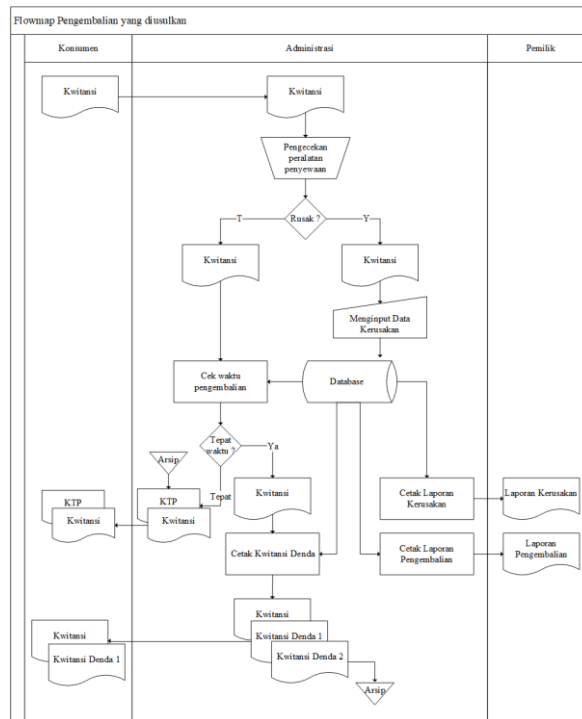 Flowmap Pengembalian yang diusulkan
Konsumen
Administrasi
Pemilik
Kwitansi
Kwitansi
Pengecekan
peralatan
penyewaan
Rusak ?
T
Y
Kwitansi
Kwitansi
Menginput Data
Kerusakan
Cek waktu
pengembalian
Database
Tepat
waktu ?
Ya
Arsip
Tepat
KTP
Kwitansi
KTP
Kwitansi
Kwitansi
Cetak Laporan
Kerusakan
Laporan Kerusakan
Cetak Kwitansi Denda
Cetak Laporan
Pengembalian
Laporan
Pengembalian
Kwitansi
Kwitansi Denda 1
Kwitansi Denda 2
Kwitansi
Kwitansi Denda 1
Arsip